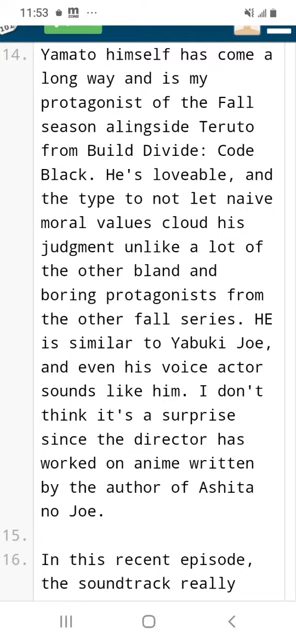 11:53
14. Yamato himself has come a
long way and is my
protagonist of the Fall
season alingside Teruto
from Build Divide: Code
Black. He's loveable, and
the type to not let naive
moral values cloud his
judgment unlike a lot of
the other bland and
boring protagonists from
the other fall series. HE
is similar to Yabuki Joe,
and even his voice actor
sounds like him. I don't
think it's a surprise
since the director has
worked on anime written
by the author of Ashita
no Joe.
15.
16. In this recent episode,
the soundtrack really